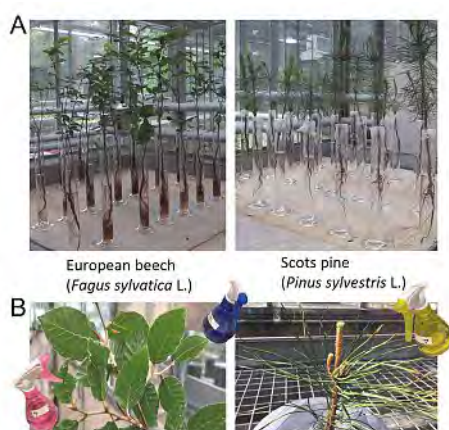 A
European beech
(Fagus sylvatica L.)
Scots pine
(Pinus sylvestris L.)
B